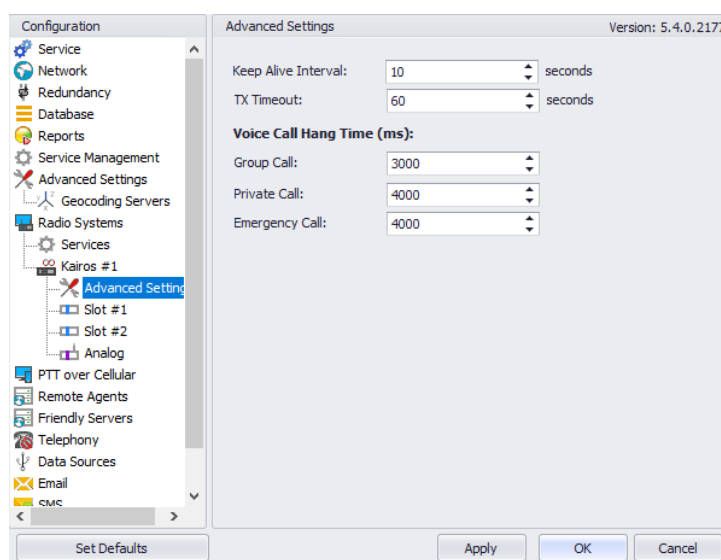 Configuration
Service
Network
Redundancy
Database
Reports
Service Management
Advanced Settings
Geocoding Servers
Radio Systems
Services
Kairos #1
Advanced Setting
Slot #1
Slot #2
Analog
PTT over Cellular
Remote Agents
Friendly Servers
Telephony
Data Sources
Email
SMS
Set Defaults
Advanced Settings Version: 5.4.0.2177
Keep Alive Interval: 10 seconds
TX Timeout: 60 seconds
Voice Call Hang Time (ms):
Group Call: 3000
Private Call: 4000
Emergency Call: 4000
Apply OK Cancel